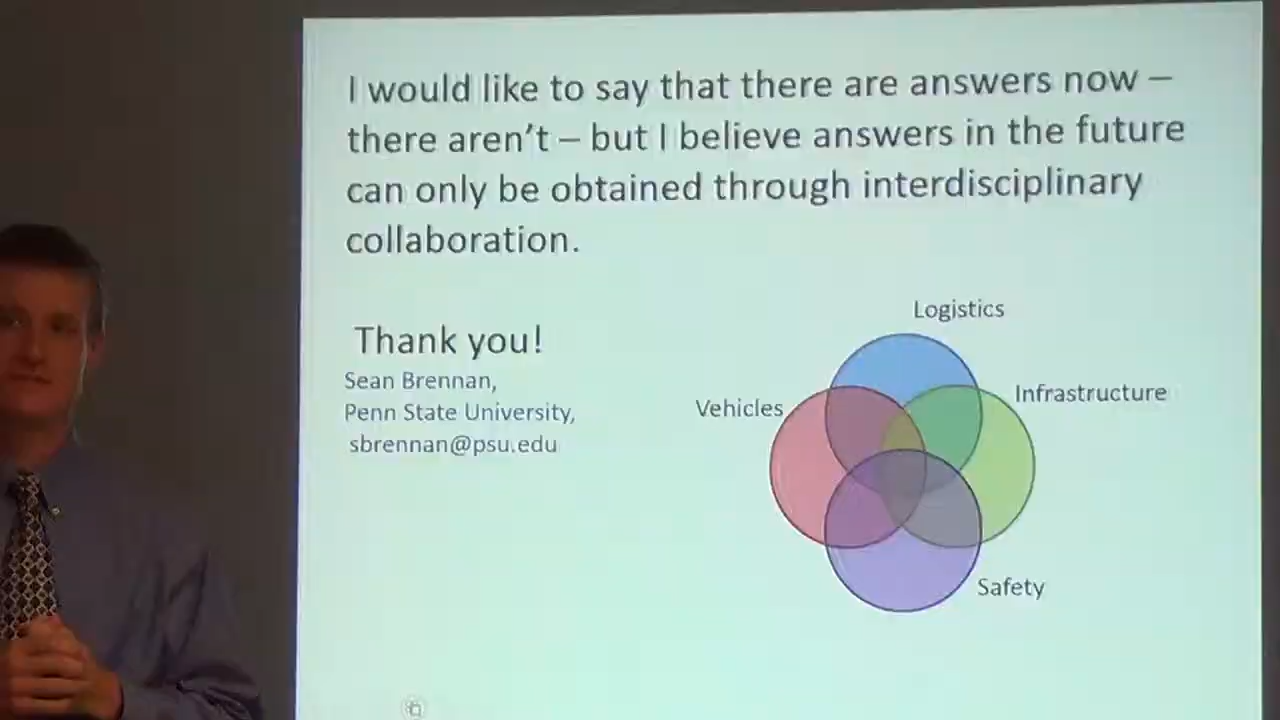 I would like to say that there are answers now –
there aren't – but I believe answers in the future
can only be obtained through interdisciplinary
collaboration.
Thank you!
Sean Brennan,
Penn State University,
sbrennan@psu.edu
Logistics
Vehicles
Infrastructure
Safety